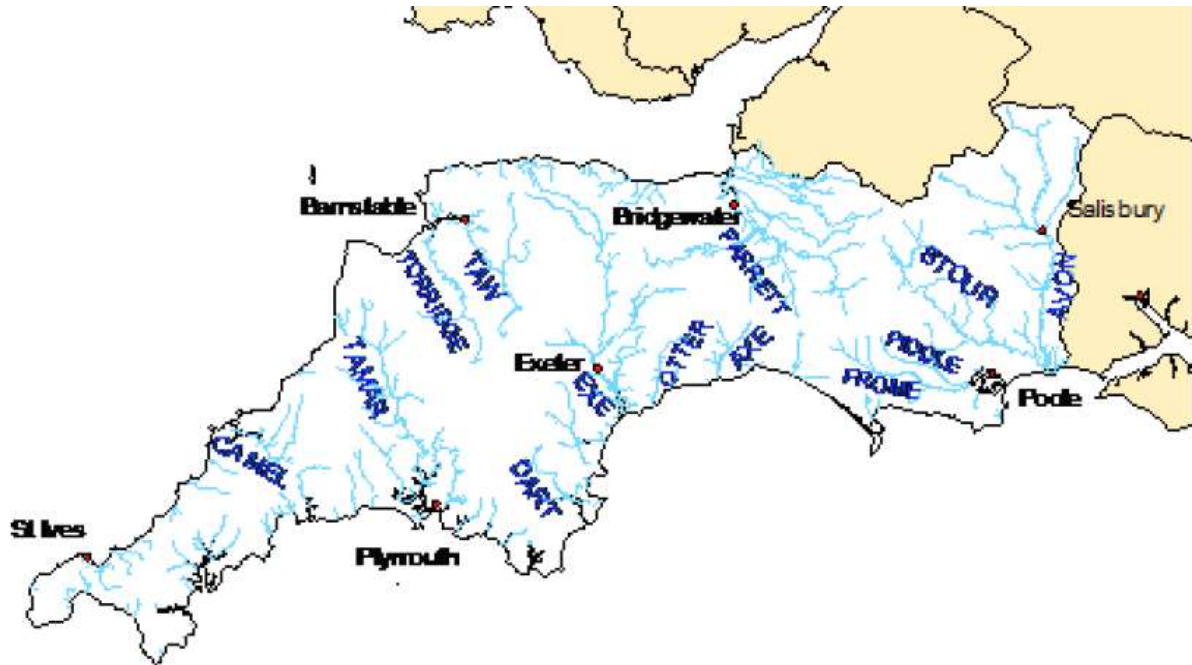 Barnstable
Bridgewater
Salisbury
TORRIDGE
TAW
PARRETT
STOUR
AVON
TAMAR
Exeter
EXE
OTTER
AXE
PIDDLE
FROME
Poole
CAMEL
DART
St Ives
Plymouth